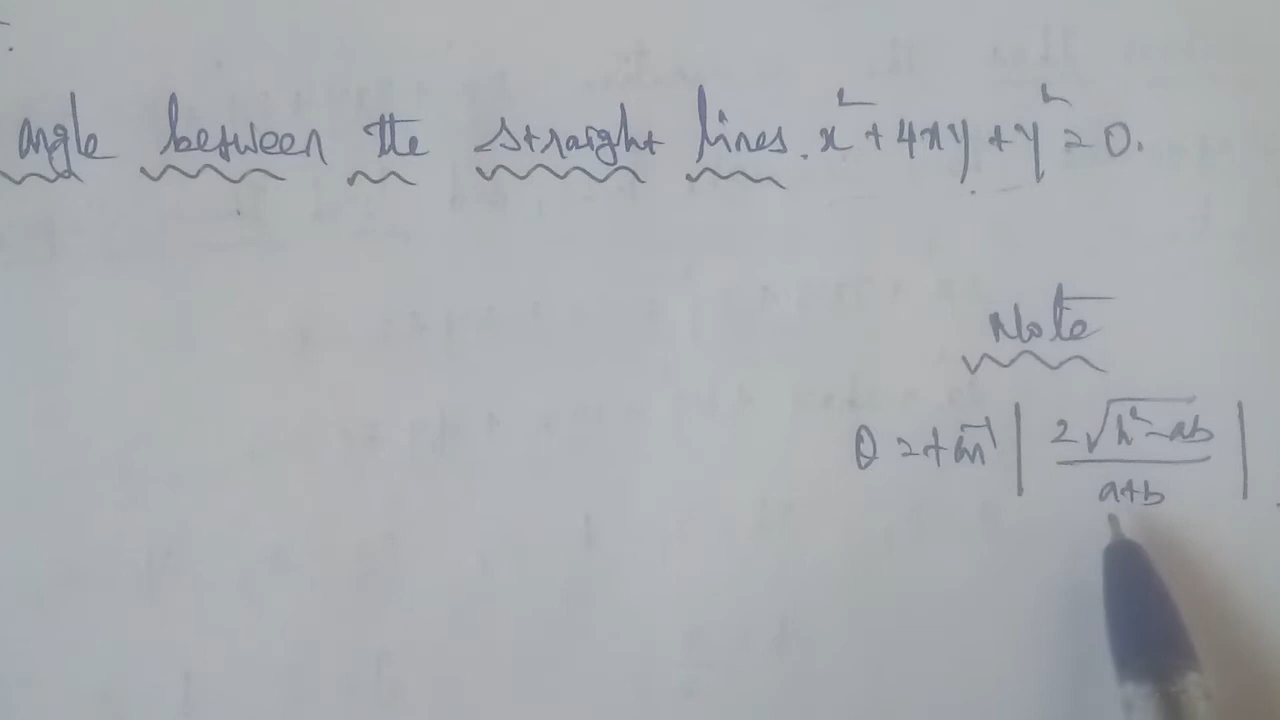 angle between the straight lines. x² + 4xy + y² = 0.
Note
θ = tan⁻¹ | 2√h²-ab / a+b |